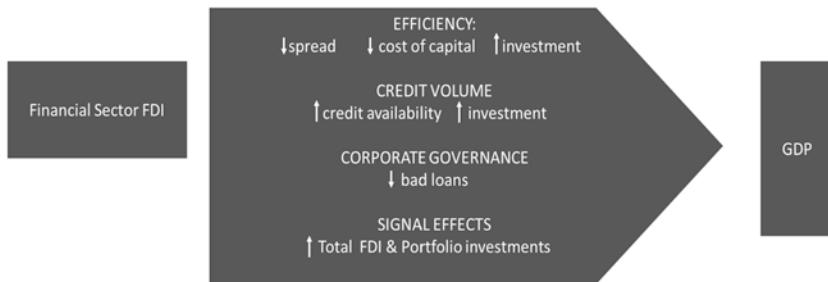 Financial Sector FDI
EFFICIENCY:
↓spread ↓ cost of capital ↑investment
CREDIT VOLUME
↑credit availability ↑ investment
CORPORATE GOVERNANCE
↓ bad loans
SIGNAL EFFECTS
↑ Total FDI & Portfolio investments
GDP